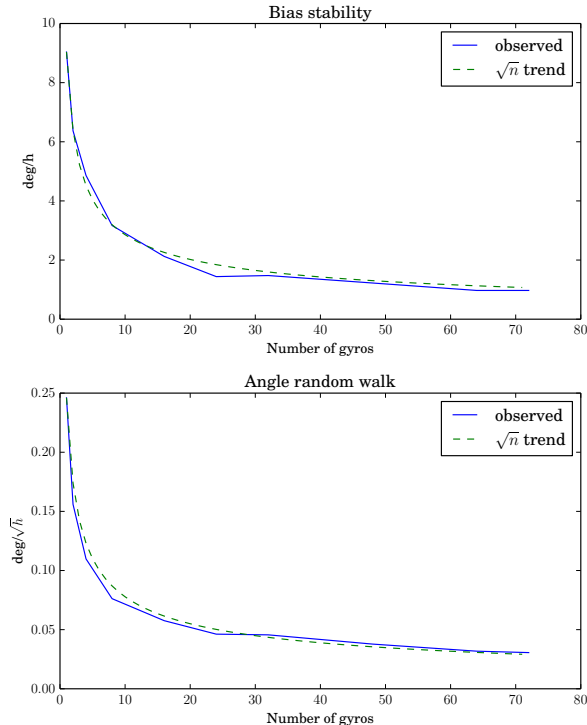 Bias stability
10
8
6
4
2
0
deg/h
observed
√n trend
0 10 20 30 40 50 60 70 80
Number of gyros
Angle random walk
0.25
0.20
0.15
0.10
0.05
0.00
deg/√h
observed
√n trend
0 10 20 30 40 50 60 70 80
Number of gyros